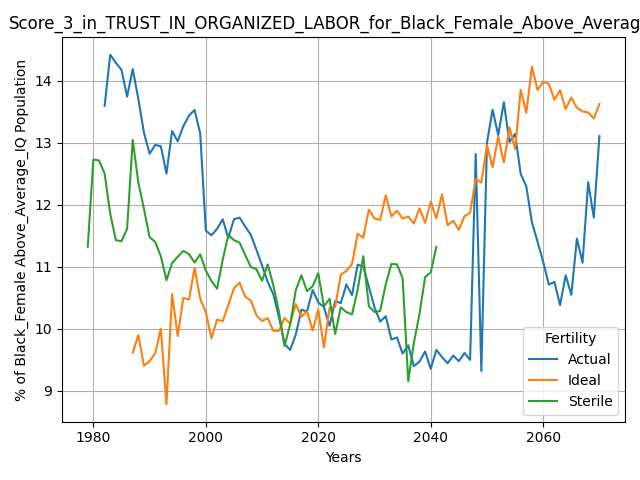 Score_3_in_TRUST_IN_ORGANIZED_LABOR_for_Black_Female_Above_Averag
% of Black_Female Above_Average_IQ Population
14
13
12
11
10
9
1980
2000
2020
2040
2060
Years
Fertility
Actual
Ideal
Sterile